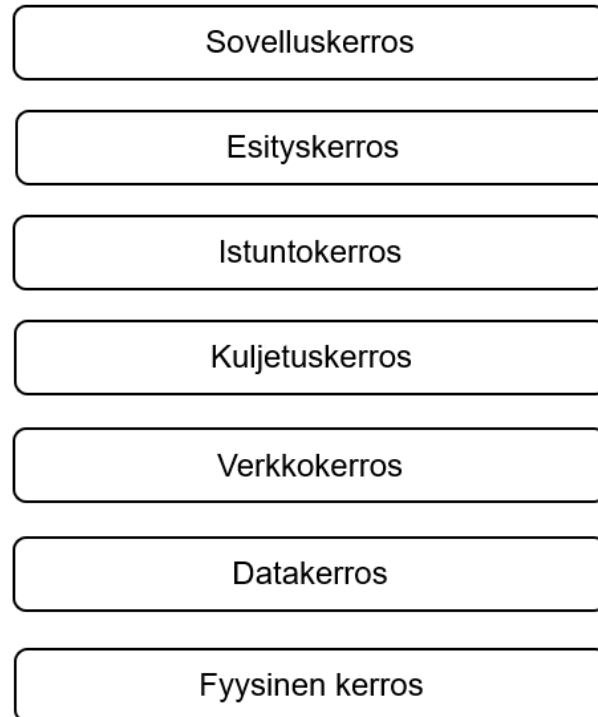 Sovelluskerros
Esityskerros
Istuntokerros
Kuljetuskerros
Verkkokerros
Datakerros
Fyysinen kerros